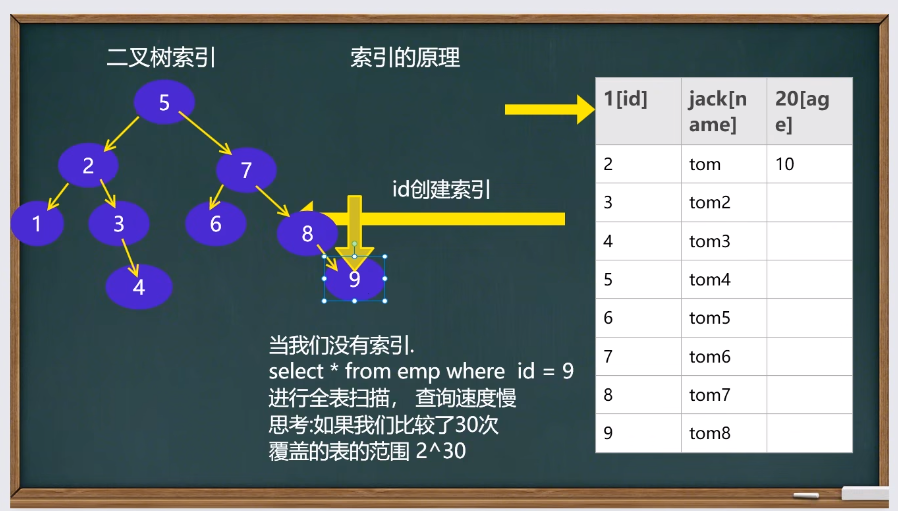 二叉树索引
索引的原理
5
2
7
1
3
6
8
4
9
id创建索引
当我们没有索引.
select * from emp where  id = 9
进行全表扫描， 查询速度慢
思考:如果我们比较了30次
覆盖的表的范围 2^30
1[id] jack[n 20[ag
ame] e]
2 tom 10
3 tom2
4 tom3
5 tom4
6 tom5
7 tom6
8 tom7
9 tom8